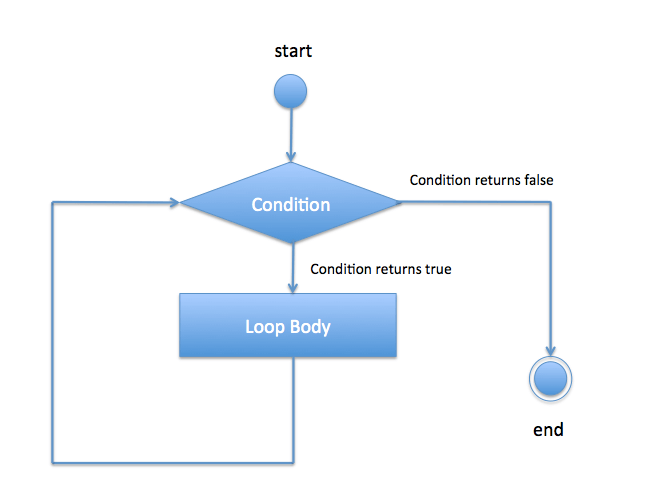 start
Condition returns false
Condition
Condition returns true
Loop Body
end